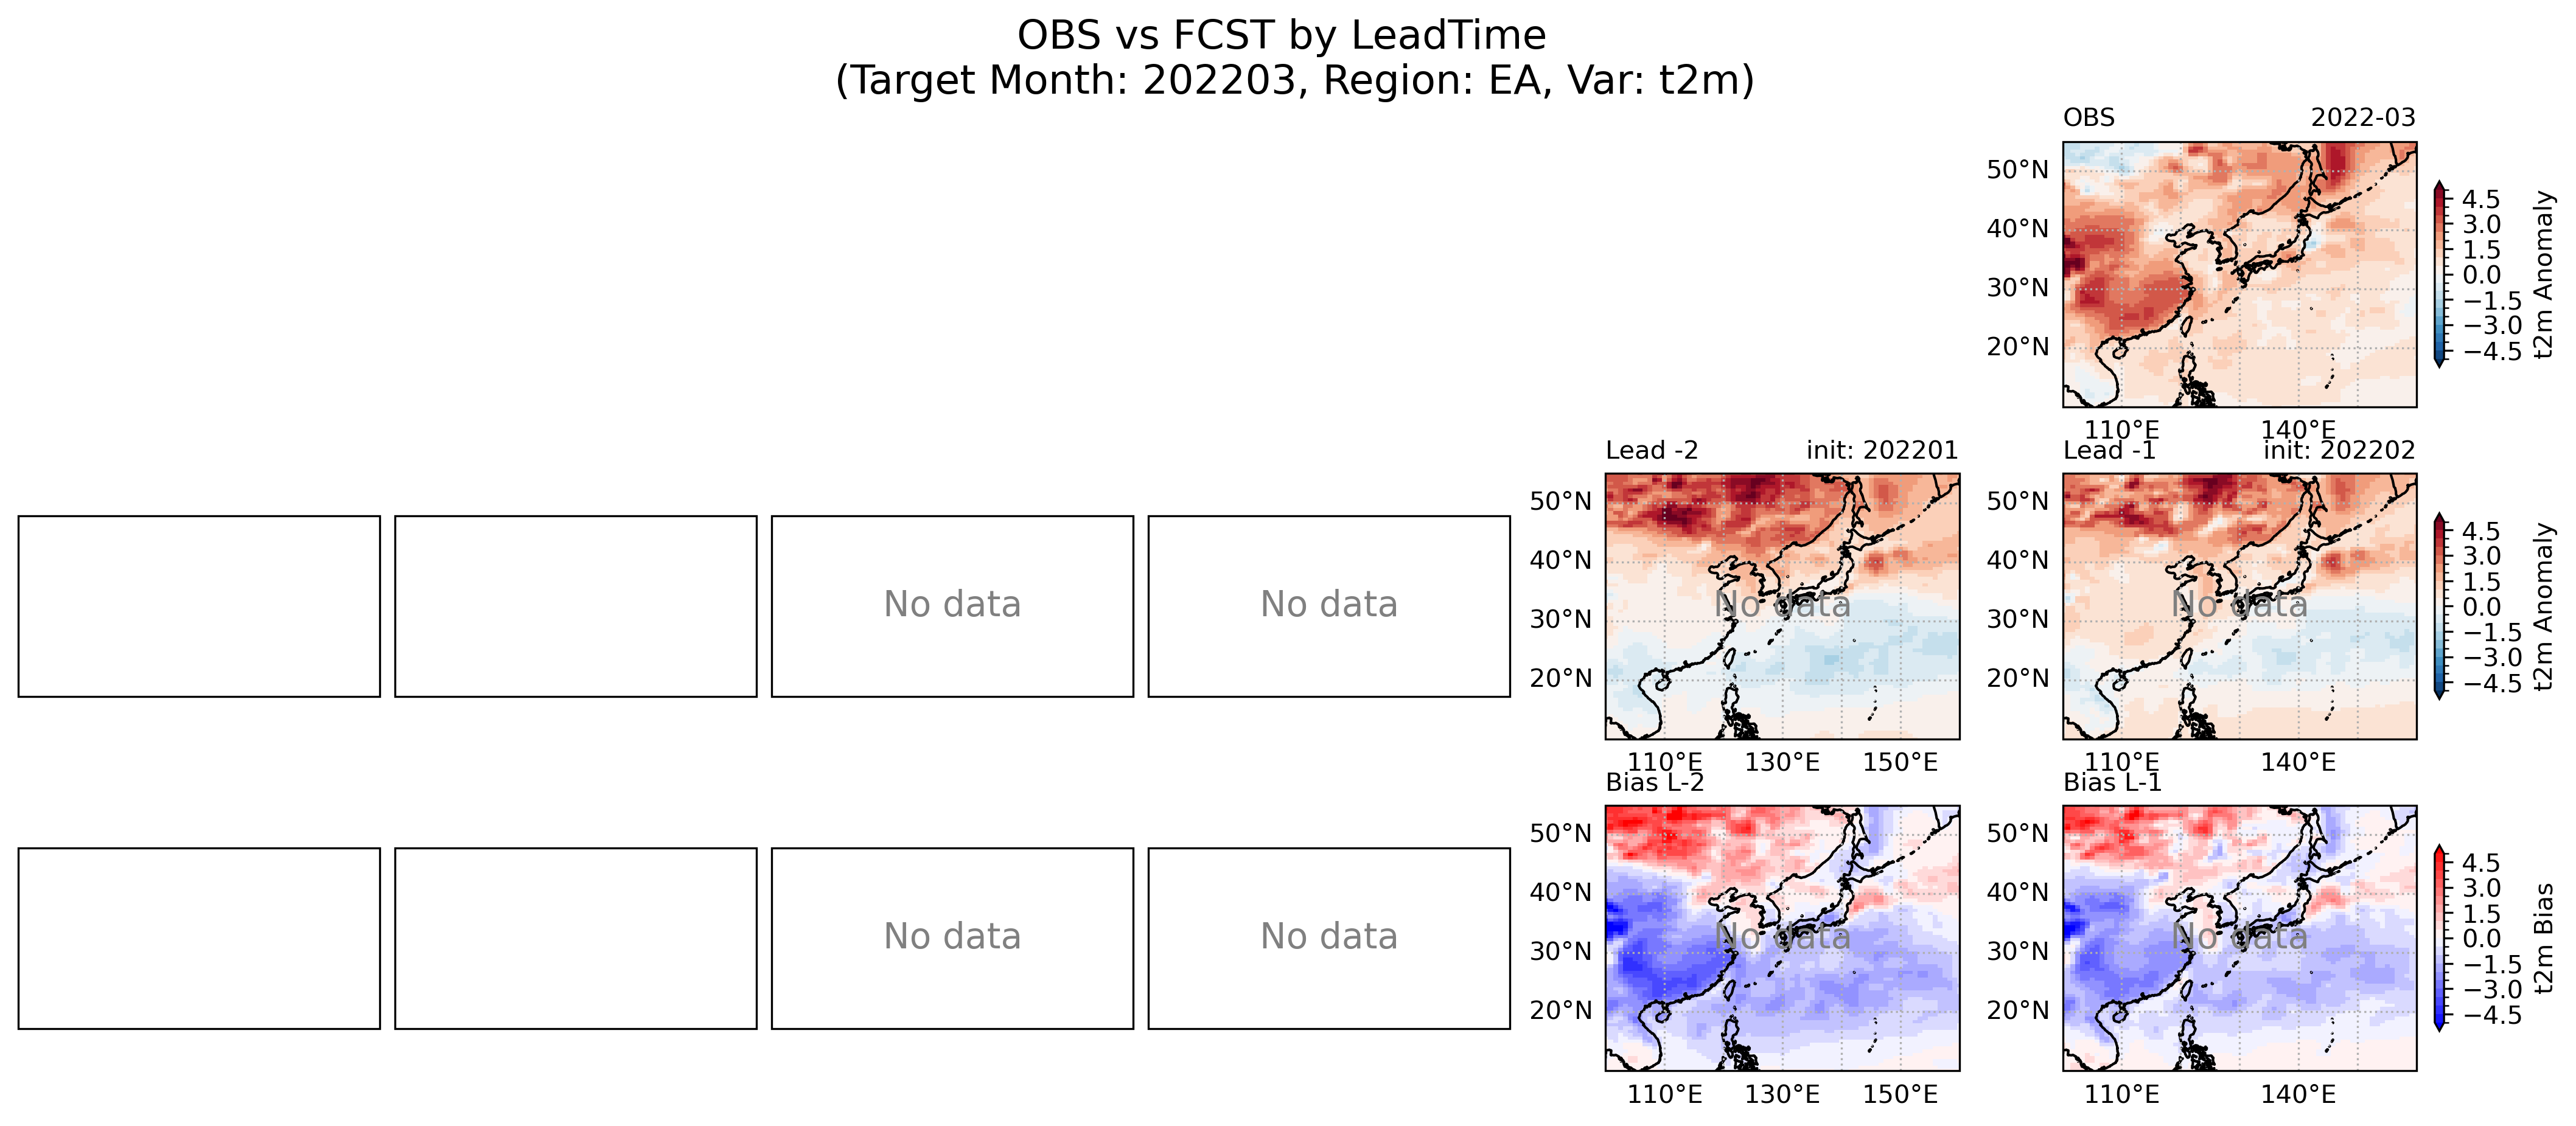 OBS vs FCST by LeadTime
(Target Month: 202203, Region: EA, Var: t2m)
OBS 2022-03
50°N
40°N
30°N
20°N
110°E 140°E
4.5
3.0
1.5
0.0
−1.5
−3.0
−4.5
t2m Anomaly
No data
No data
Lead -2 init: 202201
50°N
40°N
30°N
20°N
No data
110°E 130°E 150°E
Lead -1 init: 202202
50°N
40°N
30°N
20°N
No data
110°E 140°E
4.5
3.0
1.5
0.0
−1.5
−3.0
−4.5
t2m Anomaly
No data
No data
Bias L-2
50°N
40°N
30°N
20°N
No data
110°E 130°E 150°E
Bias L-1
50°N
40°N
30°N
20°N
No data
110°E 140°E
4.5
3.0
1.5
0.0
−1.5
−3.0
−4.5
t2m Bias